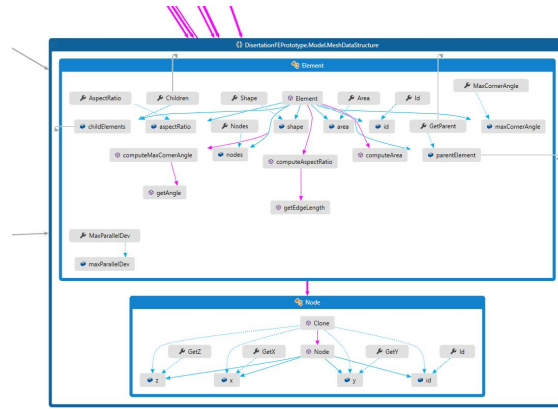 DisertationFEPrototype.Model.MeshDataStructure
Element
AspectRatio Children Shape Element Area Id MaxCornerAngle
childElements aspectRatio Nodes shape area id GetParent maxCornerAngle
computeMaxCornerAngle nodes computeAspectRatio computeArea parentElement
getAngle
getEdgeLength
MaxParallelDev
maxParallelDev
Node
Clone
GetZ GetX Node GetY Id
z x y id